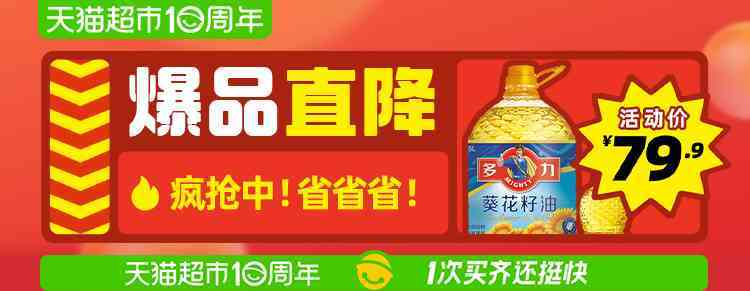 天猫超市10周年
爆品直降
疯抢中！省省省！
5L
多力
MIGHTY
葵花籽油
活动价
¥79.9
天猫超市10周年
1次买齐还挺快